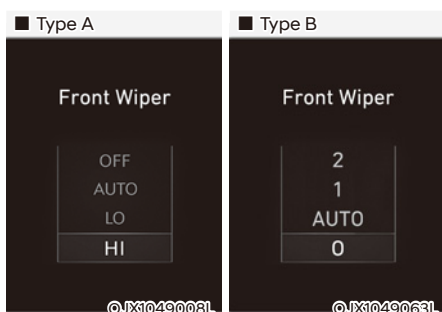 ■ Type A
Front Wiper
OFF
AUTO
LO
HI
OJX1049008L
■ Type B
Front Wiper
2
1
AUTO
0
OJX1049063L